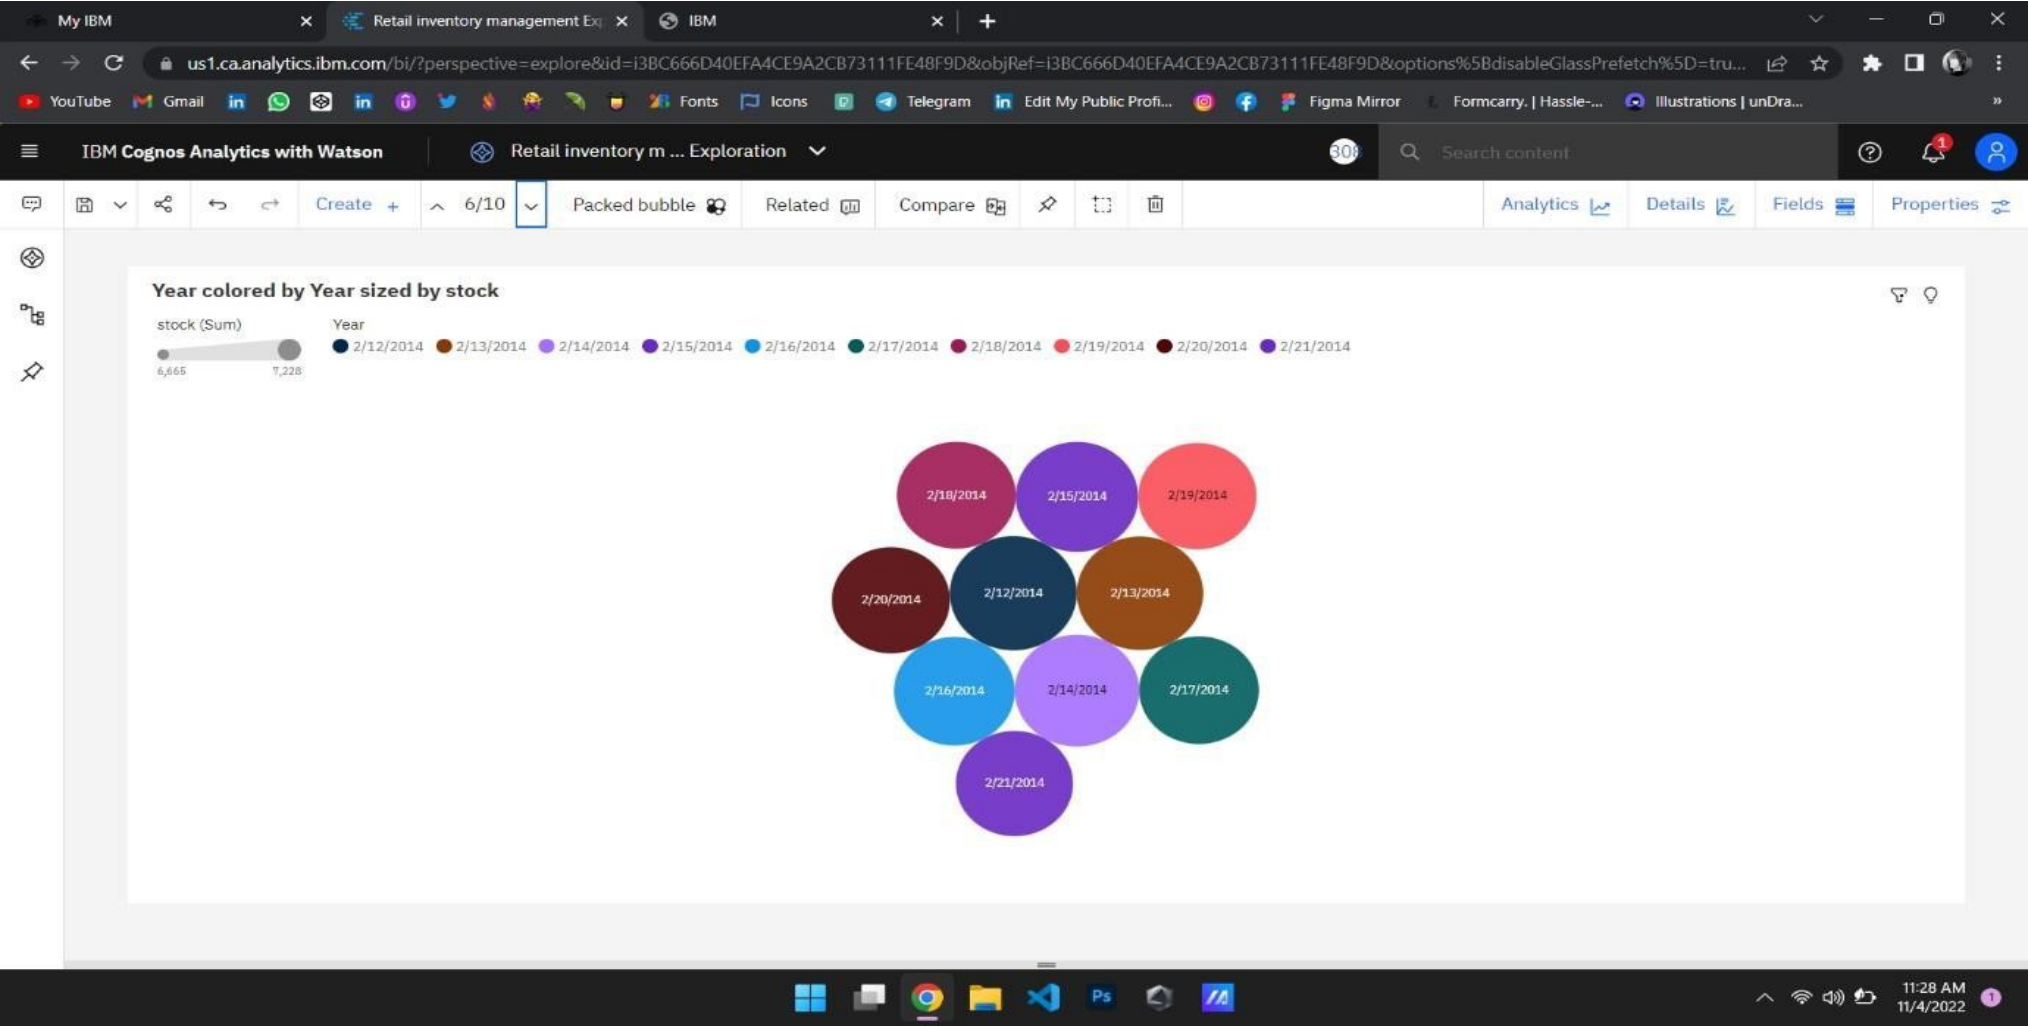 My IBM
Retail inventory management Ex
IBM
us1.ca.analytics.ibm.com/bi/?perspective=explore&id=i3BC666D40EFA4CE9A2CB73111FE48F9D&objRef=i3BC666D40EFA4CE9A2CB73111FE48F9D&options%5BdisableGlassPrefetch%5D=tru...
YouTube Gmail Fonts Icons Telegram Edit My Public Profi... Figma Mirror Formcarry. | Hassle-... Illustrations | unDra... »
IBM Cognos Analytics with Watson
Retail inventory m ... Exploration
308
Search content
1
Create +
6/10
Packed bubble
Related
Compare
Analytics
Details
Fields
Properties
Year colored by Year sized by stock
stock (Sum)
6,665 7,228
Year
2/12/2014 2/13/2014 2/14/2014 2/15/2014 2/16/2014 2/17/2014 2/18/2014 2/19/2014 2/20/2014 2/21/2014
2/18/2014 2/15/2014 2/19/2014
2/20/2014 2/12/2014 2/13/2014
2/16/2014 2/14/2014 2/17/2014
2/21/2014
Ps
11:28 AM
11/4/2022
1